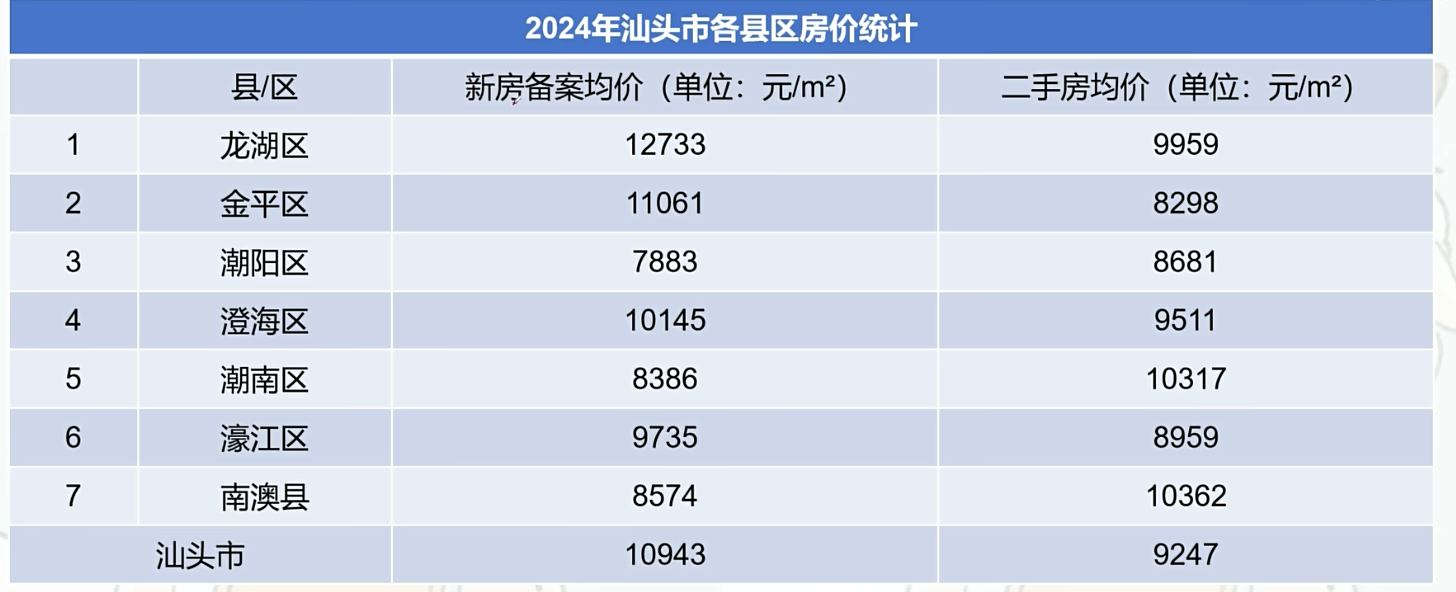 2024年汕头市各县区房价统计
县/区 新房备案均价（单位：元/m²） 二手房均价（单位：元/m²）
1 龙湖区 12733 9959
2 金平区 11061 8298
3 潮阳区 7883 8681
4 澄海区 10145 9511
5 潮南区 8386 10317
6 濠江区 9735 8959
7 南澳县 8574 10362
汕头市 10943 9247